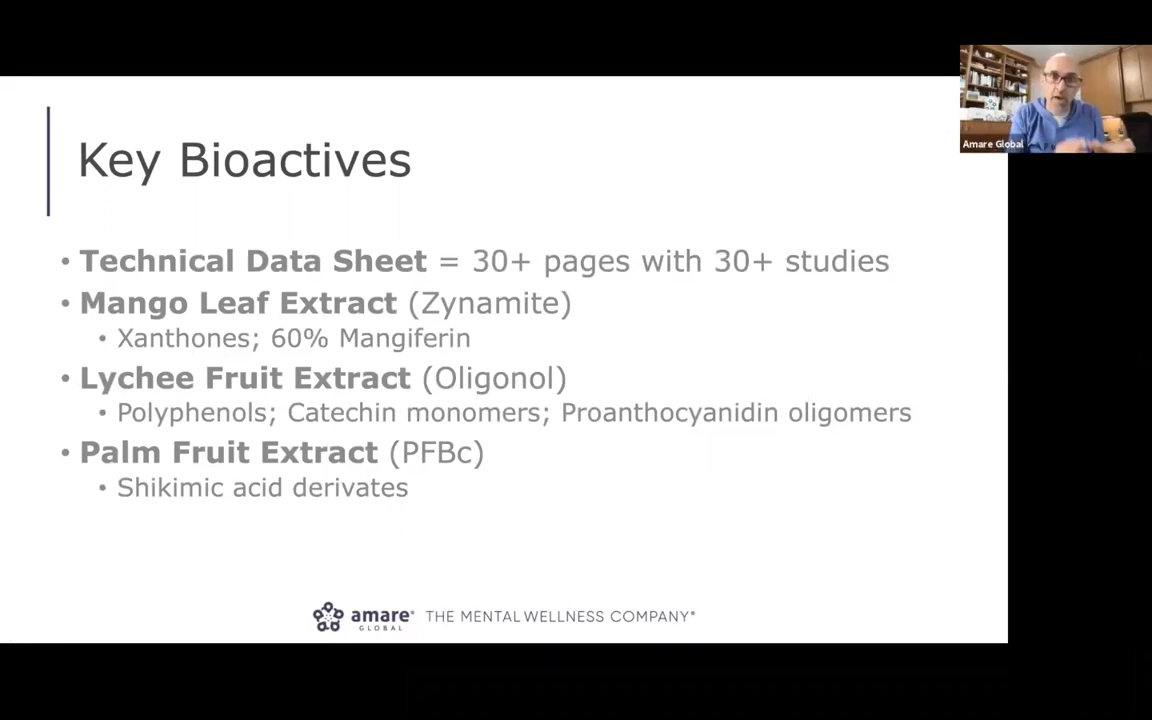 Amare Global
Key Bioactives
• Technical Data Sheet = 30+ pages with 30+ studies
• Mango Leaf Extract (Zynamite)
• Xanthones; 60% Mangiferin
• Lychee Fruit Extract (Oligonol)
• Polyphenols; Catechin monomers; Proanthocyanidin oligomers
• Palm Fruit Extract (PFBc)
• Shikimic acid derivates
amare® THE MENTAL WELLNESS COMPANY®
GLOBAL